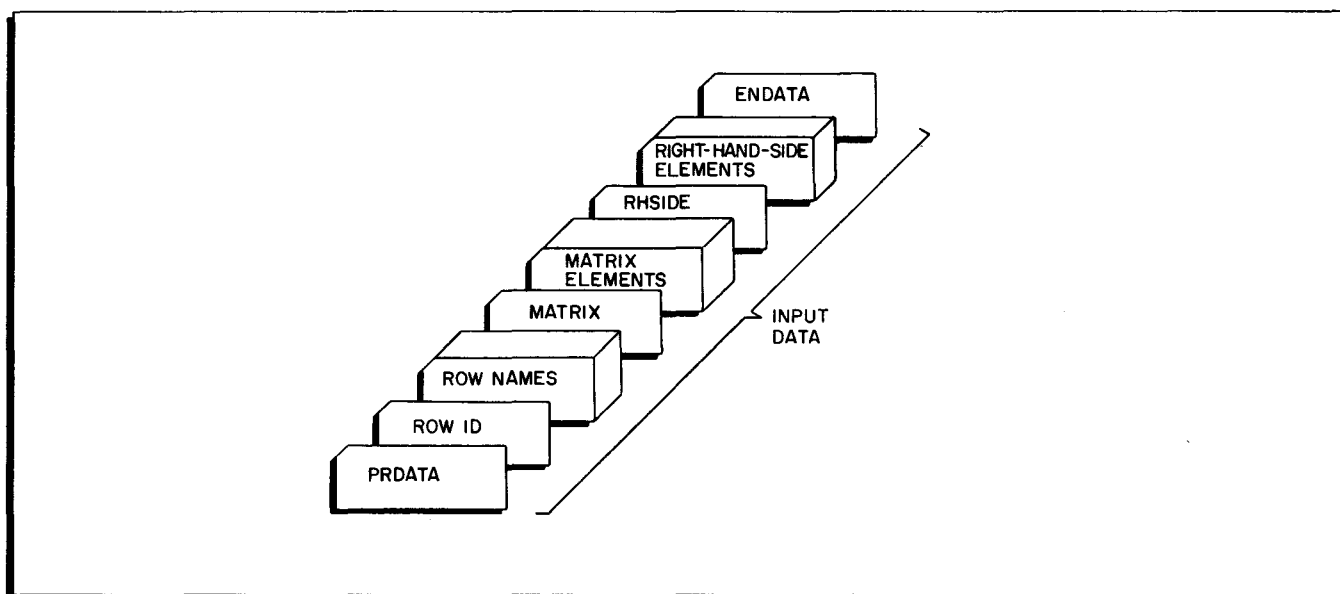 ENDATA
RIGHT-HAND-SIDE
ELEMENTS
RHSIDE
MATRIX
ELEMENTS
MATRIX
ROW NAMES
ROW ID
PRDATA
INPUT
DATA